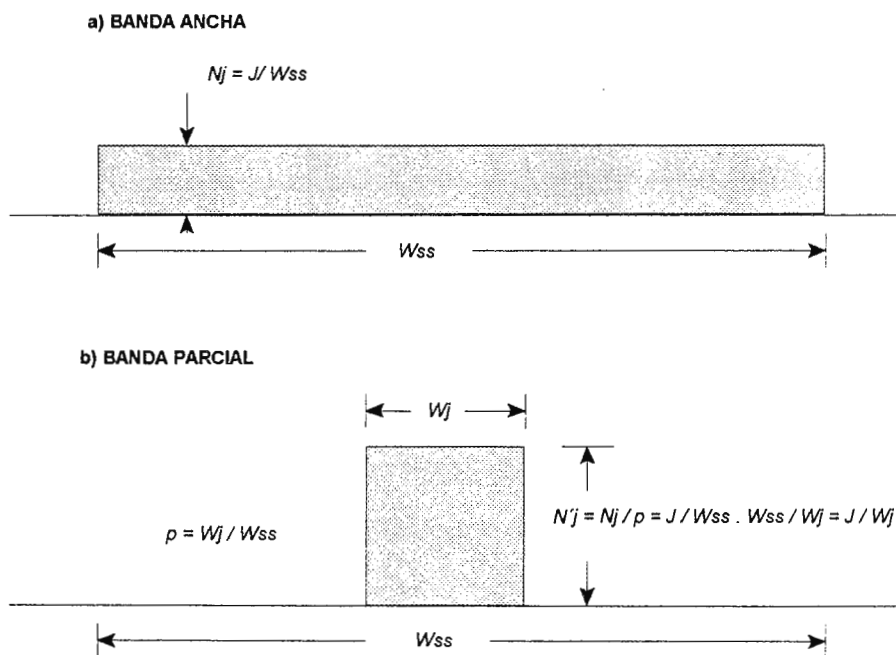 a) BANDA ANCHA
Nj = J/ Wss
Wss
b) BANDA PARCIAL
Wj
p = Wj / Wss
N´j = Nj / p = J / Wss . Wss / Wj = J / Wj
Wss